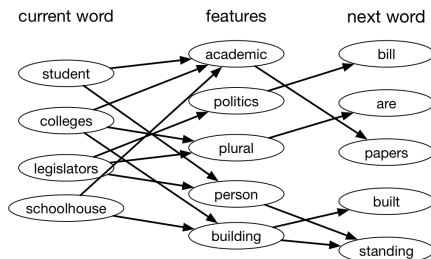 current word features next word
student
colleges
legislators
schoolhouse
academic
politics
plural
person
building
bill
are
papers
built
standing